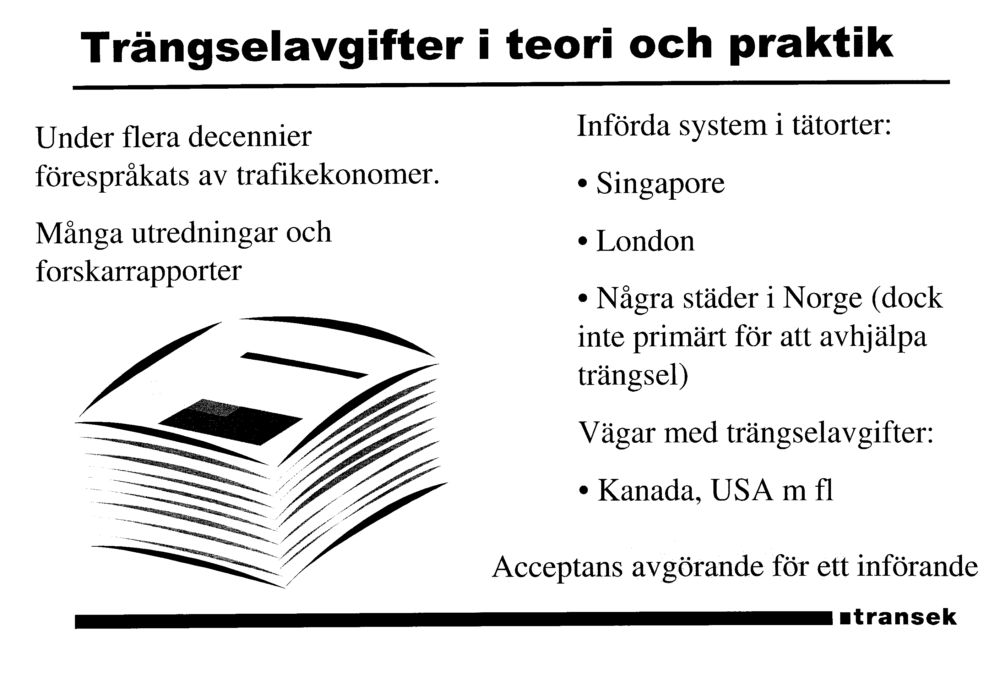 Trängselavgifter i teori och praktik
Under flera decennier
förespråkats av trafikekonomer.
Många utredningar och
forskarrapporter
Införda system i tätorter:
• Singapore
• London
• Några städer i Norge (dock
inte primärt för att avhjälpa
trängsel)
Vägar med trängselavgifter:
• Kanada, USA m fl
Acceptans avgörande för ett införande
transek